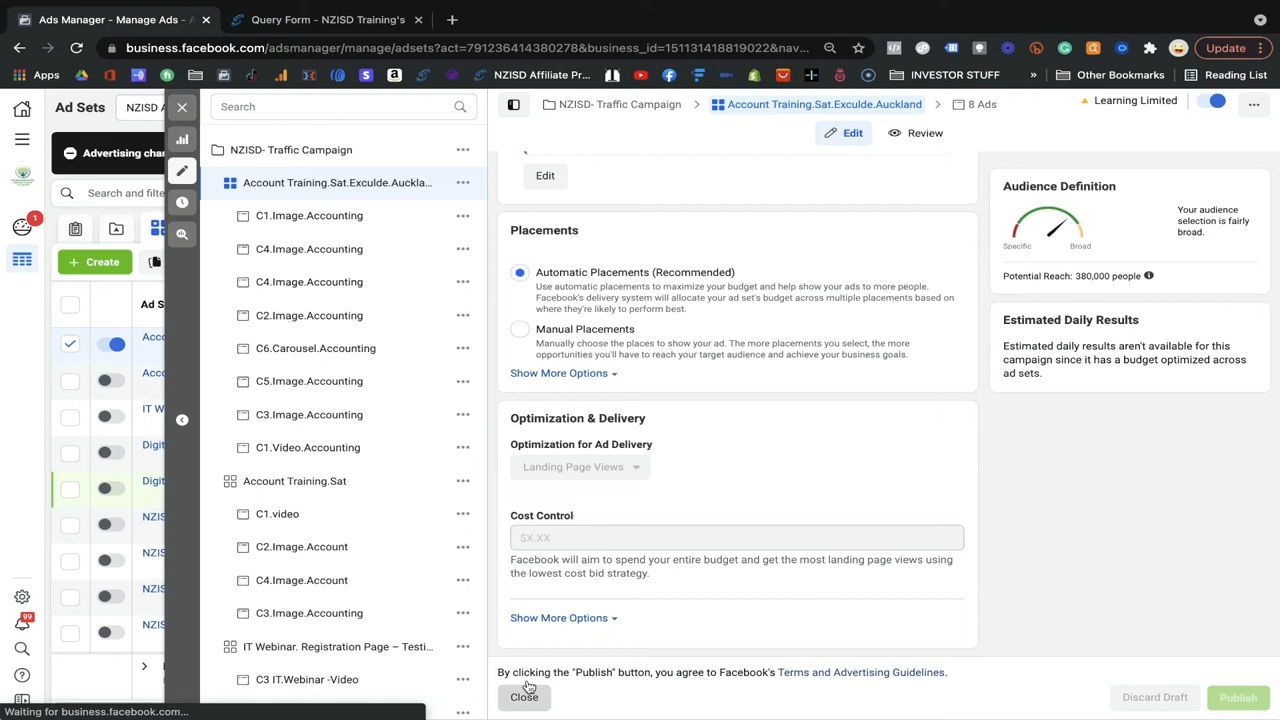 Ads Manager - Manage Ads -
Query Form - NZISD Training's
business.facebook.com/adsmanager/manage/adsets?act=791236414380278&business_id=151131418819022&nav...
Update
Apps
NZISD Affiliate Pr...
INVESTOR STUFF
Other Bookmarks
Reading List
Ad Sets
NZISD A
Search
NZISD- Traffic Campaign
Account Training.Sat.Exculde.Auckland
8 Ads
Learning Limited
Edit
Review
Advertising chan
NZISD- Traffic Campaign
Search and filte
Account Training.Sat.Exculde.Auckla...
C1.Image.Accounting
C4.Image.Accounting
C4.Image.Accounting
C2.Image.Accounting
C6.Carousel.Accounting
C5.Image.Accounting
C3.Image.Accounting
C1.Video.Accounting
Account Training.Sat
C1.video
C2.Image.Account
C4.Image.Account
C3.Image.Accounting
IT Webinar. Registration Page – Testi...
C3 IT.Webinar -Video
1
Create
Ad S
Acco
Acco
IT W
Digit
Digit
NZIS
NZIS
NZIS
NZIS
99
Edit
Placements
Automatic Placements (Recommended)
Use automatic placements to maximize your budget and help show your ads to more people.
Facebook's delivery system will allocate your ad set's budget across multiple placements based on
where they're likely to perform best.
Manual Placements
Manually choose the places to show your ad. The more placements you select, the more
opportunities you'll have to reach your target audience and achieve your business goals.
Show More Options
Optimization & Delivery
Optimization for Ad Delivery
Landing Page Views
Cost Control
$X.XX
Facebook will aim to spend your entire budget and get the most landing page views using
the lowest cost bid strategy.
Show More Options
Audience Definition
Specific
Broad
Your audience
selection is fairly
broad.
Potential Reach: 380,000 people
Estimated Daily Results
Estimated daily results aren't available for this
campaign since it has a budget optimized across
ad sets.
By clicking the "Publish" button, you agree to Facebook's Terms and Advertising Guidelines.
Close
Discard Draft
Publish
Waiting for business.facebook.com...